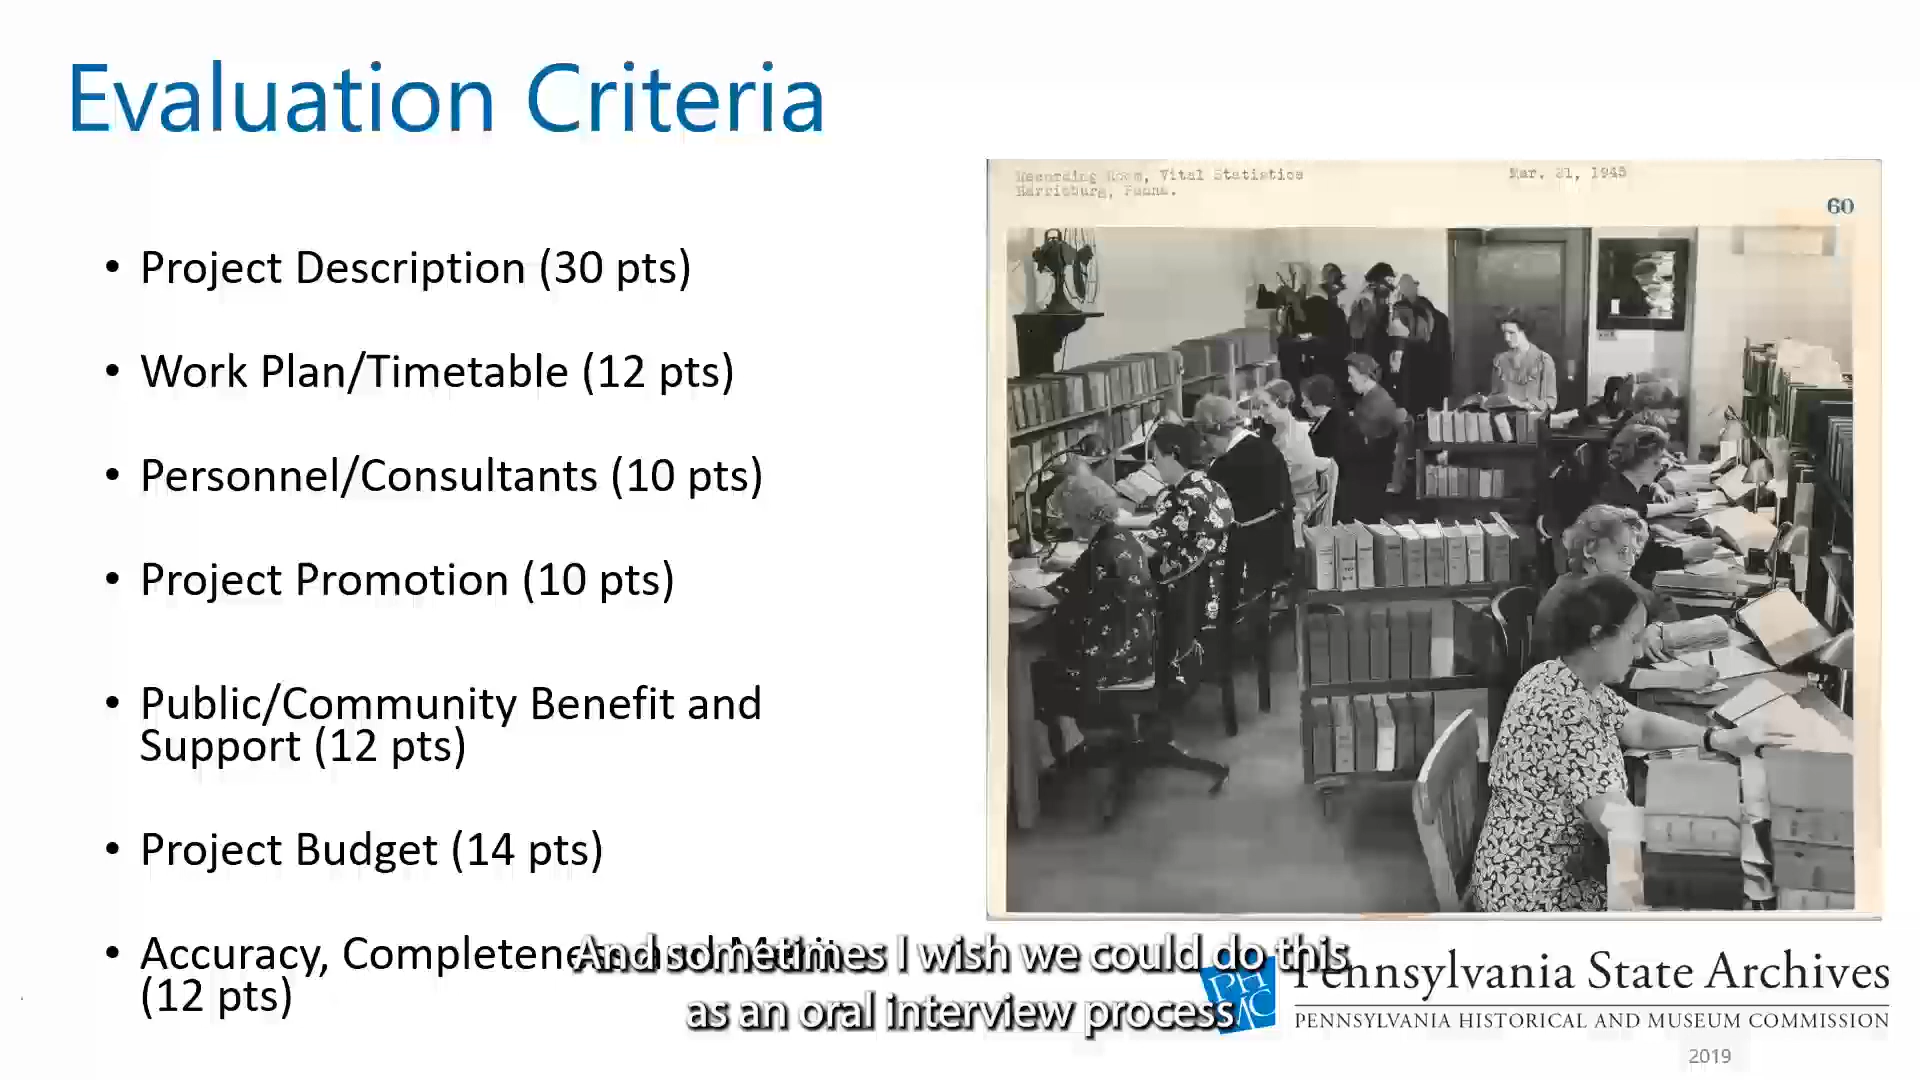 Evaluation Criteria
Recording Room, Vital Statistics
Harrisburg, Penna.
Mar. 21, 1945
60
• Project Description (30 pts)
• Work Plan/Timetable (12 pts)
• Personnel/Consultants (10 pts)
• Project Promotion (10 pts)
• Public/Community Benefit and
Support (12 pts)
• Project Budget (14 pts)
• Accuracy, Completeness and Merit
(12 pts)
And sometimes I wish we could do this
as an oral interview process.
PHMC
Pennsylvania State Archives
PENNSYLVANIA HISTORICAL AND MUSEUM COMMISSION
2019